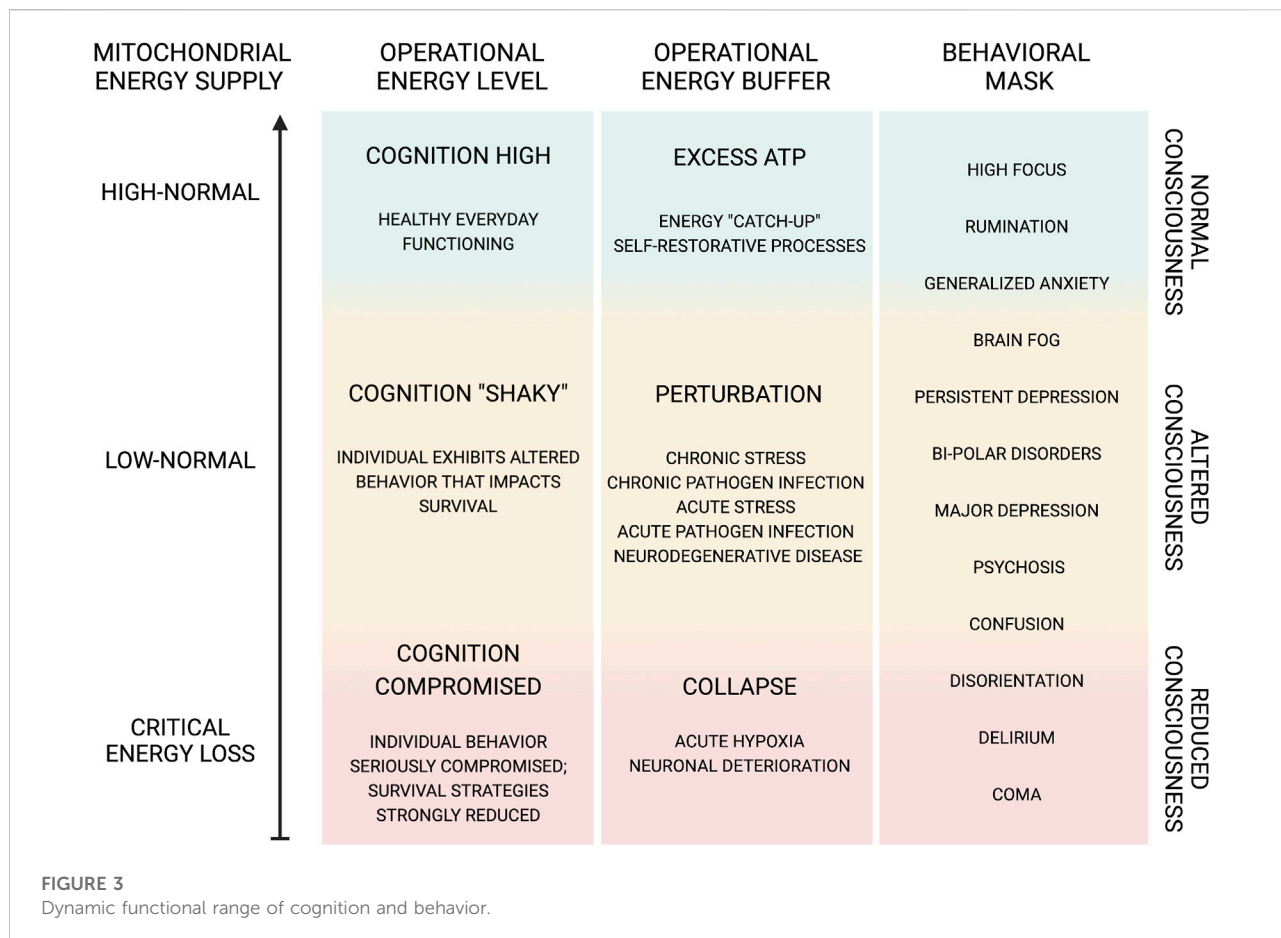 MITOCHONDRIAL
ENERGY SUPPLY
OPERATIONAL
ENERGY LEVEL
OPERATIONAL
ENERGY BUFFER
BEHAVIORAL
MASK
HIGH-NORMAL
LOW-NORMAL
CRITICAL
ENERGY LOSS
COGNITION HIGH
HEALTHY EVERYDAY
FUNCTIONING
COGNITION "SHAKY"
INDIVIDUAL EXHIBITS ALTERED
BEHAVIOR THAT IMPACTS
SURVIVAL
COGNITION
COMPROMISED
INDIVIDUAL BEHAVIOR
SERIOUSLY COMPROMISED;
SURVIVAL STRATEGIES
STRONGLY REDUCED
EXCESS ATP
ENERGY "CATCH-UP"
SELF-RESTORATIVE PROCESSES
PERTURBATION
CHRONIC STRESS
CHRONIC PATHOGEN INFECTION
ACUTE STRESS
ACUTE PATHOGEN INFECTION
NEURODEGENERATIVE DISEASE
COLLAPSE
ACUTE HYPOXIA
NEURONAL DETERIORATION
HIGH FOCUS
RUMINATION
GENERALIZED ANXIETY
BRAIN FOG
PERSISTENT DEPRESSION
BI-POLAR DISORDERS
MAJOR DEPRESSION
PSYCHOSIS
CONFUSION
DISORIENTATION
DELIRIUM
COMA
NORMAL
CONSCIOUSNESS
ALTERED
CONSCIOUSNESS
REDUCED
CONSCIOUSNESS
FIGURE 3
Dynamic functional range of cognition and behavior.